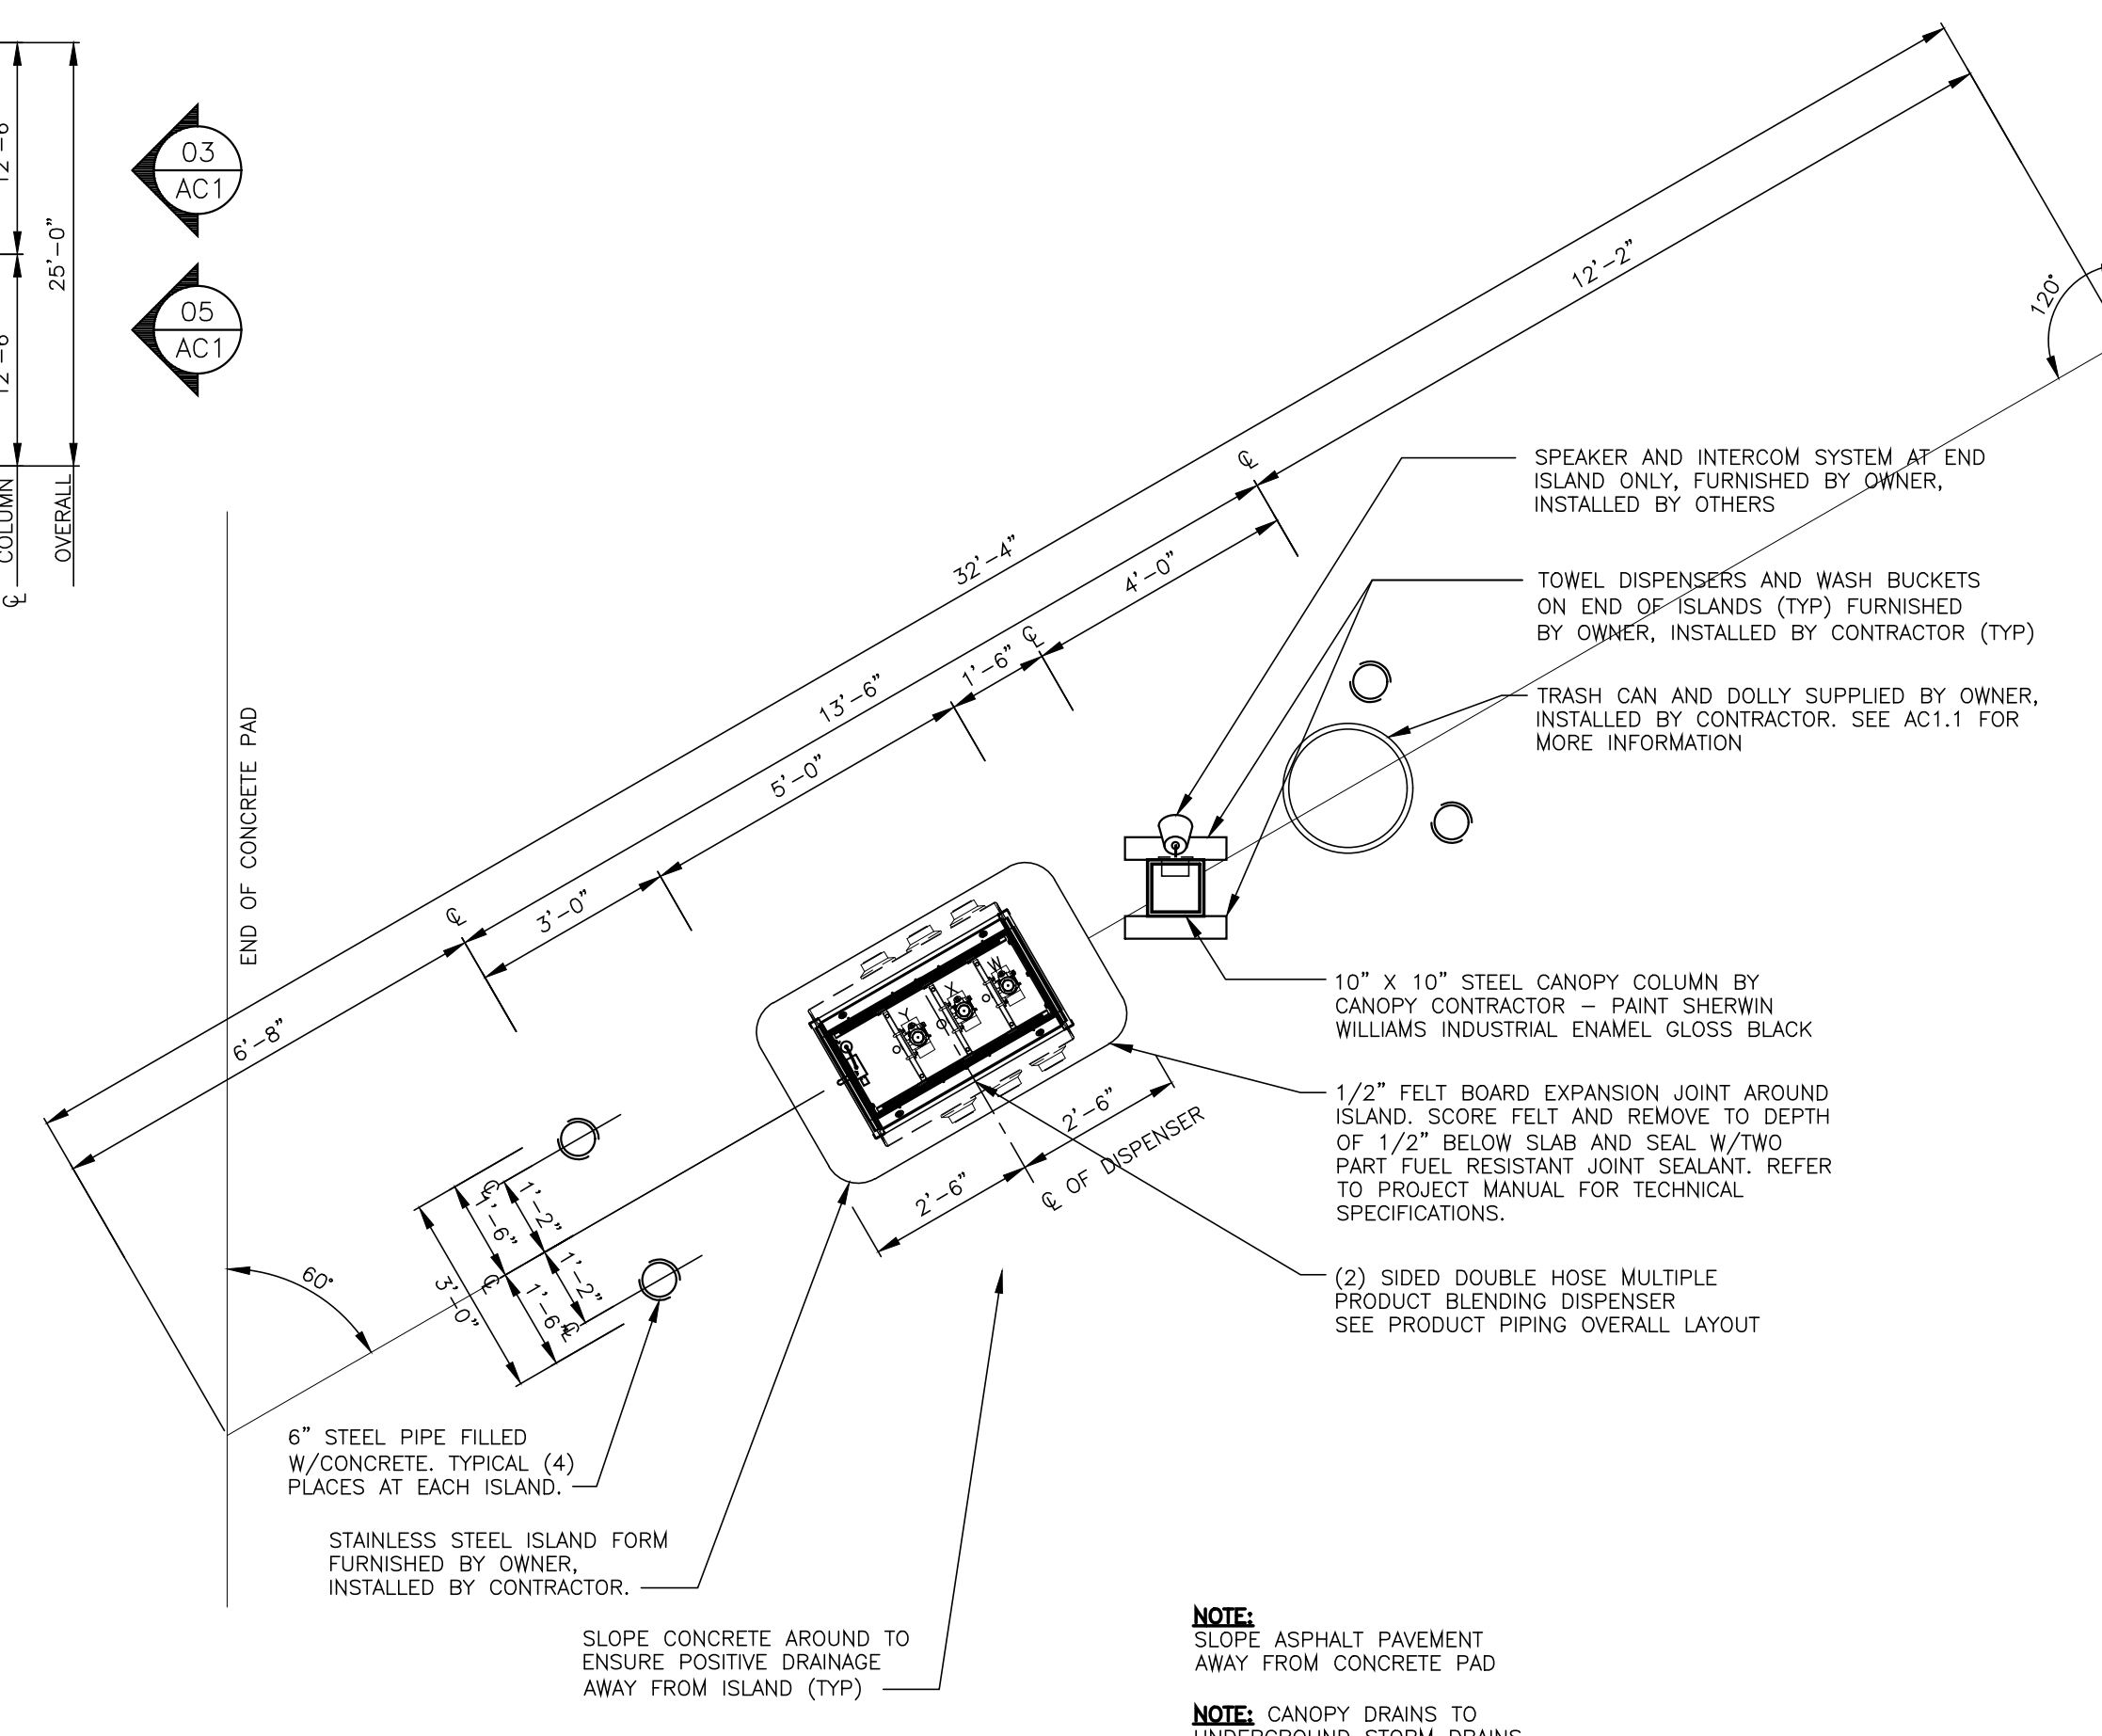 12'-6
12'-6
25'-0"
℄ COLUMN
OVERALL
03
AC1
05
AC1
END OF CONCRETE PAD
32'-4"
12'-2"
120°
℄
4'-0"
℄
1'-6"
13'-6"
5'-0"
3'-0"
℄
6'-8"
60°
SPEAKER AND INTERCOM SYSTEM AT END
ISLAND ONLY, FURNISHED BY OWNER,
INSTALLED BY OTHERS
TOWEL DISPENSERS AND WASH BUCKETS
ON END OF ISLANDS (TYP) FURNISHED
BY OWNER, INSTALLED BY CONTRACTOR (TYP)
TRASH CAN AND DOLLY SUPPLIED BY OWNER,
INSTALLED BY CONTRACTOR. SEE AC1.1 FOR
MORE INFORMATION
Y
X
W
10" X 10" STEEL CANOPY COLUMN BY
CANOPY CONTRACTOR – PAINT SHERWIN
WILLIAMS INDUSTRIAL ENAMEL GLOSS BLACK
1/2" FELT BOARD EXPANSION JOINT AROUND
ISLAND. SCORE FELT AND REMOVE TO DEPTH
OF 1/2" BELOW SLAB AND SEAL W/TWO
PART FUEL RESISTANT JOINT SEALANT. REFER
TO PROJECT MANUAL FOR TECHNICAL
SPECIFICATIONS.
2'-6"
2'-6"
℄ OF DISPENSER
(2) SIDED DOUBLE HOSE MULTIPLE
PRODUCT BLENDING DISPENSER
SEE PRODUCT PIPING OVERALL LAYOUT
℄
1'-6"
1'-2"
℄
1'-2"
1'-6"
℄
3'-0"
6" STEEL PIPE FILLED
W/CONCRETE. TYPICAL (4)
PLACES AT EACH ISLAND.
STAINLESS STEEL ISLAND FORM
FURNISHED BY OWNER,
INSTALLED BY CONTRACTOR.
SLOPE CONCRETE AROUND TO
ENSURE POSITIVE DRAINAGE
AWAY FROM ISLAND (TYP)
NOTE:
SLOPE ASPHALT PAVEMENT
AWAY FROM CONCRETE PAD
NOTE: CANOPY DRAINS TO
UNDERGROUND STORM DRAINS